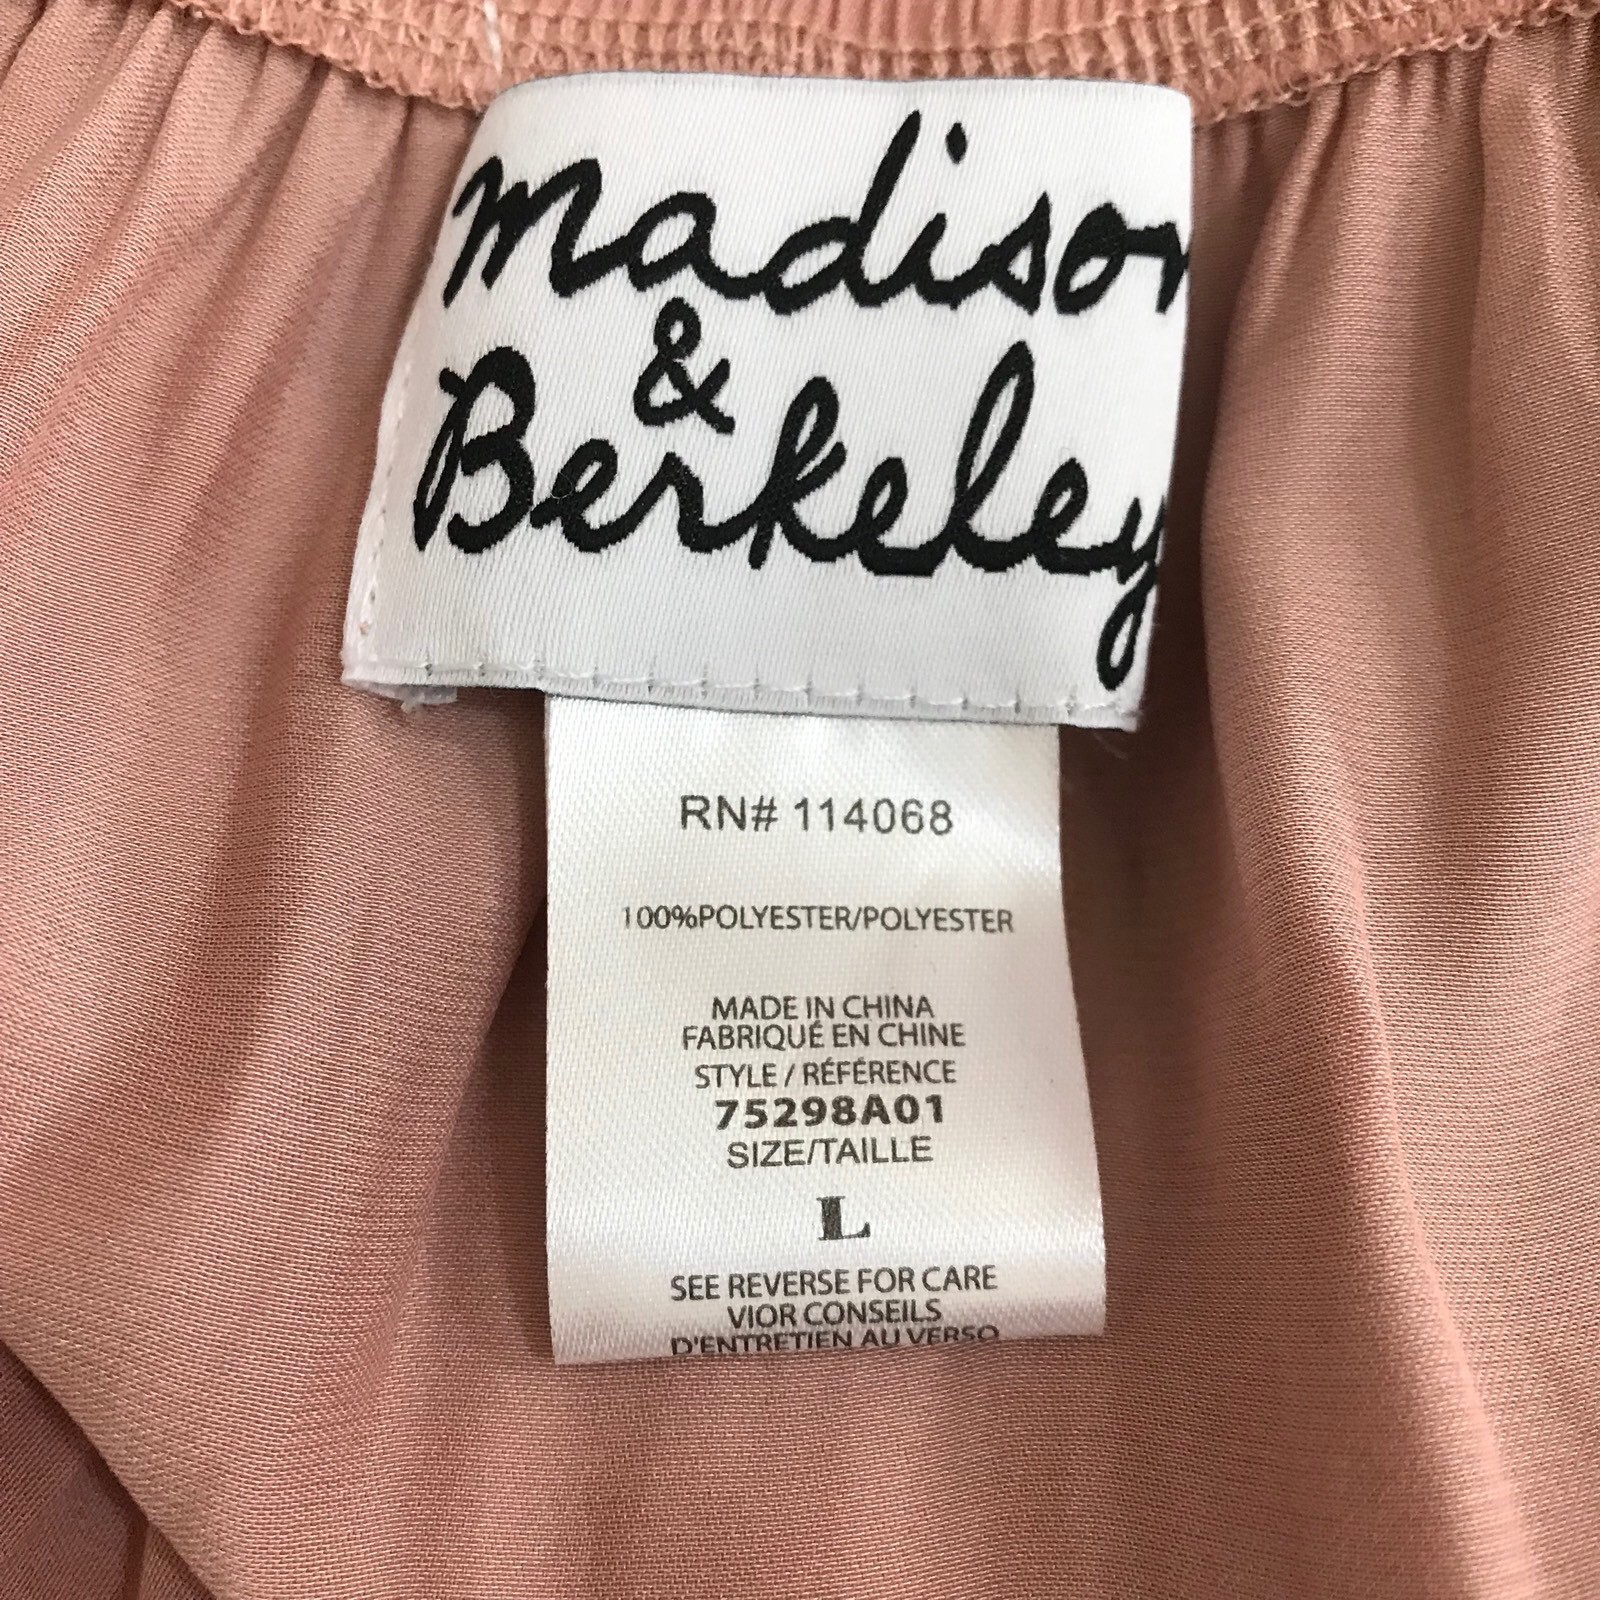 madison
&
Berkeley
RN# 114068
100%POLYESTER/POLYESTER
MADE IN CHINA
FABRIQUÉ EN CHINE
STYLE / RÉFÉRENCE
75298A01
SIZE/TAILLE
L
SEE REVERSE FOR CARE
VIOR CONSEILS
D'ENTRETIEN AU VERSO